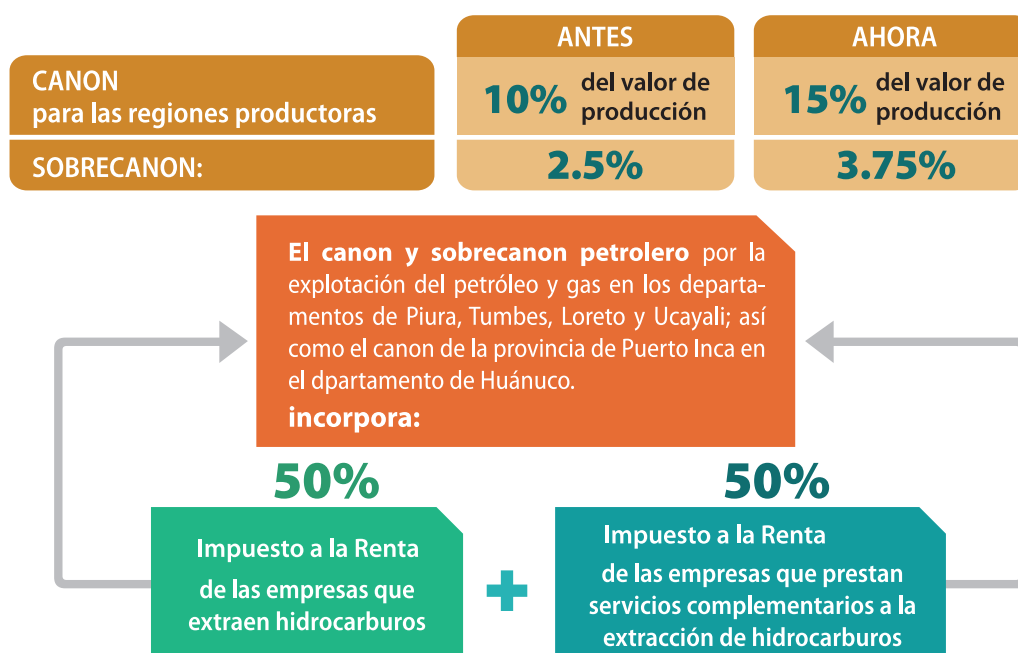 ANTES
AHORA
CANON
para las regiones productoras
10% del valor de
producción
15% del valor de
producción
SOBRECANON:
2.5%
3.75%
El canon y sobrecanon petrolero por la
explotación del petróleo y gas en los departa-
mentos de Piura, Tumbes, Loreto y Ucayali; así
como el canon de la provincia de Puerto Inca en
el dpartamento de Huánuco.
incorpora:
50%
Impuesto a la Renta
de las empresas que
extraen hidrocarburos
+
50%
Impuesto a la Renta
de las empresas que prestan
servicios complementarios a la
extracción de hidrocarburos